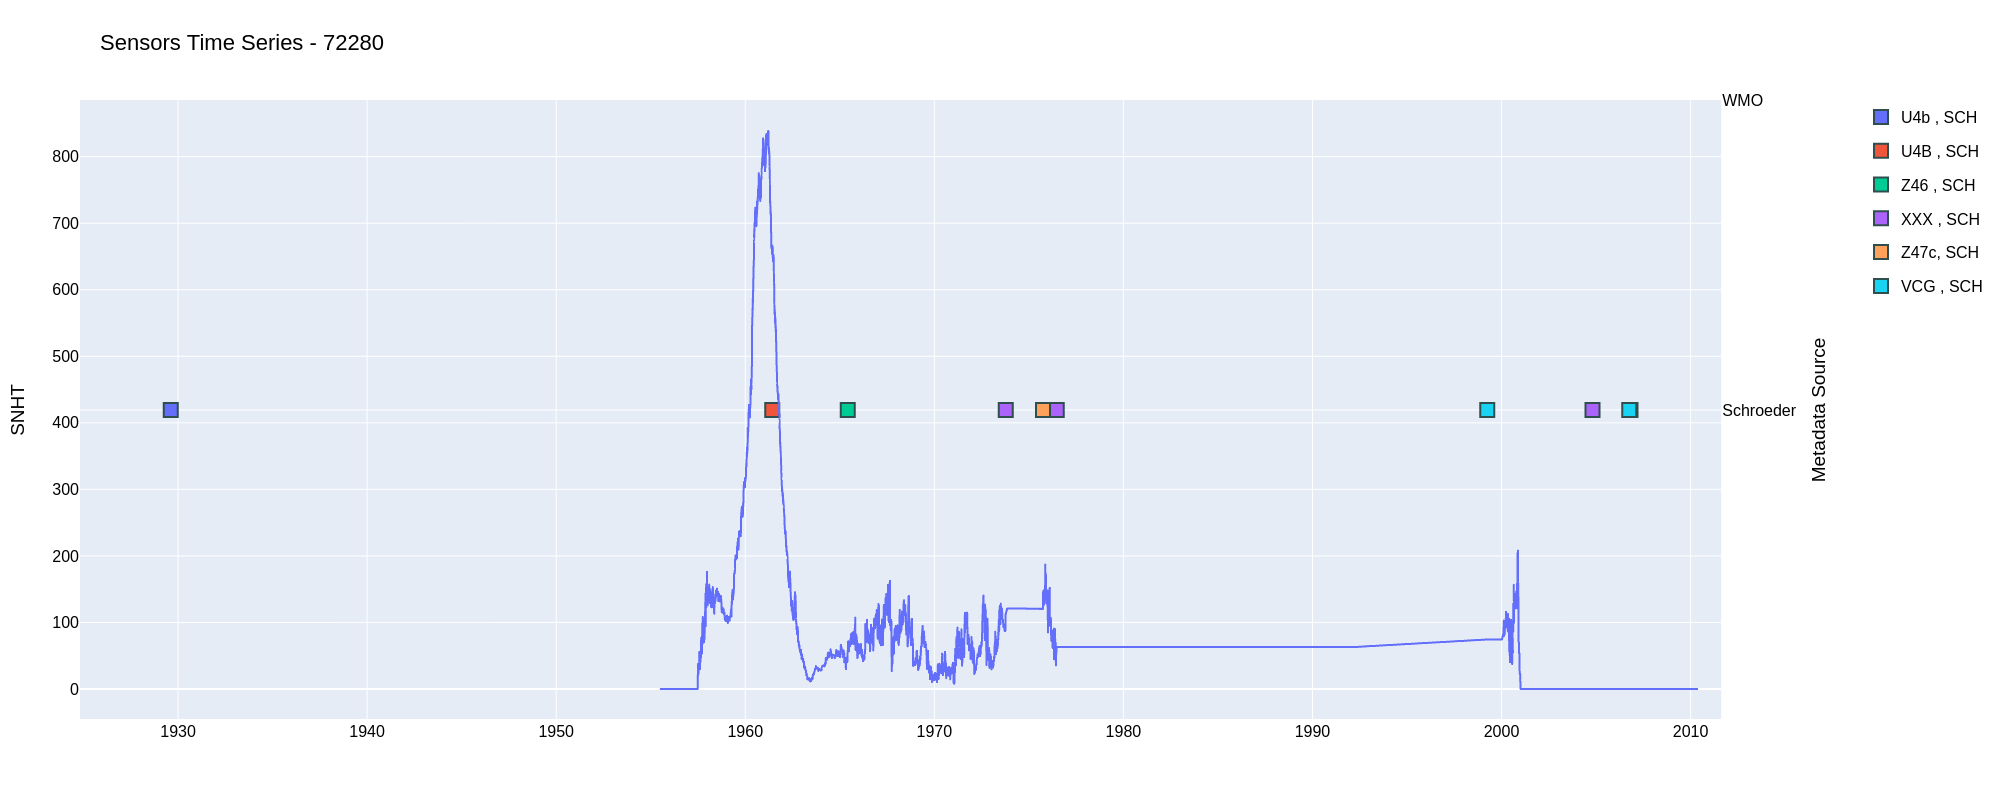 Sensors Time Series - 72280
WMO
Schroeder
Metadata Source
SNHT
800
700
600
500
400
300
200
100
0
1930 1940 1950 1960 1970 1980 1990 2000 2010
U4b , SCH
U4B , SCH
Z46 , SCH
XXX , SCH
Z47c, SCH
VCG , SCH